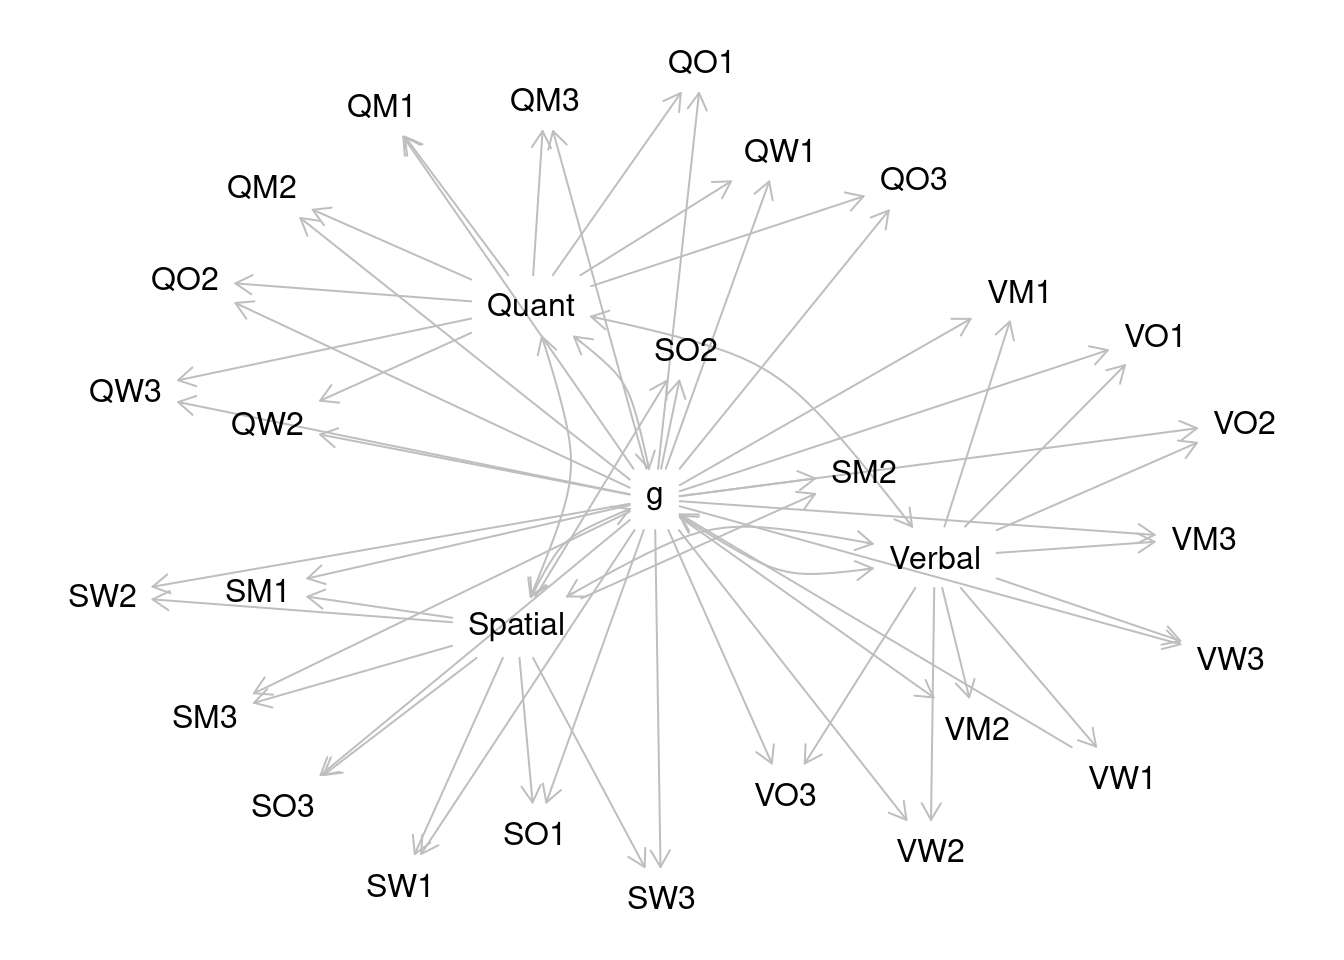 QO1
QM3
QM1
QW1
QO3
QM2
QO2
VM1
Quant
VO1
SO2
QW3
QW2
VO2
SM2
g
VM3
Verbal
SM1
SW2
Spatial
VW3
SM3
VM2
VW1
VO3
SO3
SO1
VW2
SW1
SW3